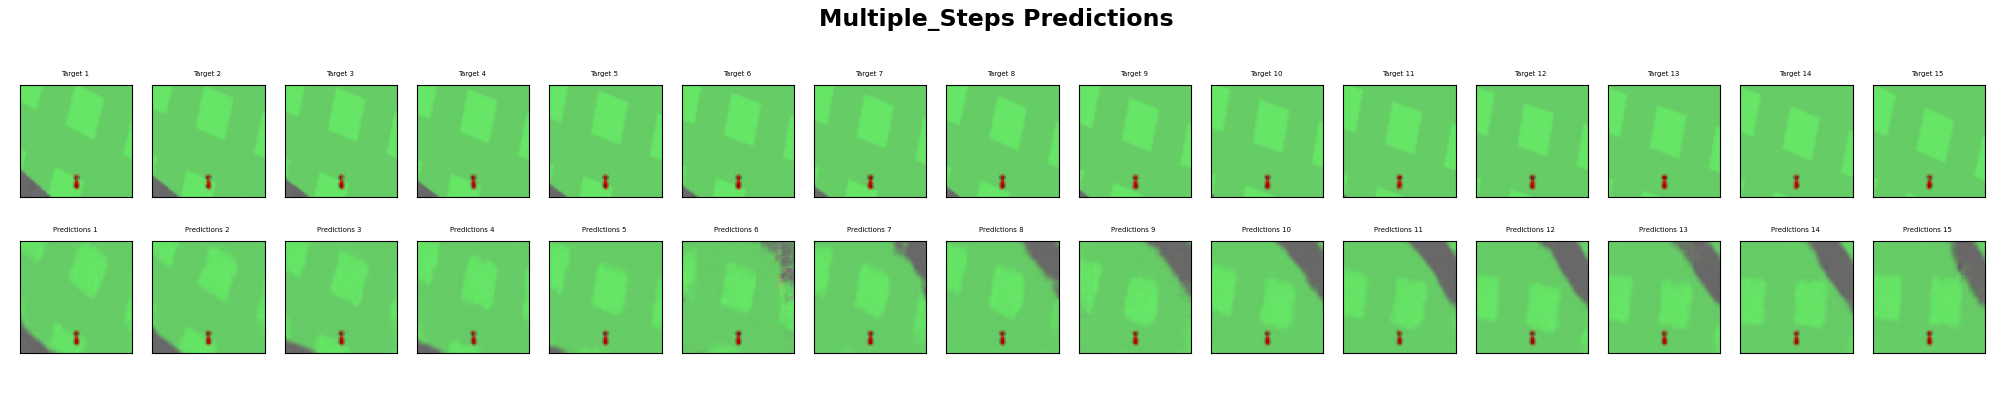 Multiple_Steps Predictions
Target 1 Target 2 Target 3 Target 4 Target 5 Target 6 Target 7 Target 8 Target 9 Target 10 Target 11 Target 12 Target 13 Target 14 Target 15
Predictions 1 Predictions 2 Predictions 3 Predictions 4 Predictions 5 Predictions 6 Predictions 7 Predictions 8 Predictions 9 Predictions 10 Predictions 11 Predictions 12 Predictions 13 Predictions 14 Predictions 15